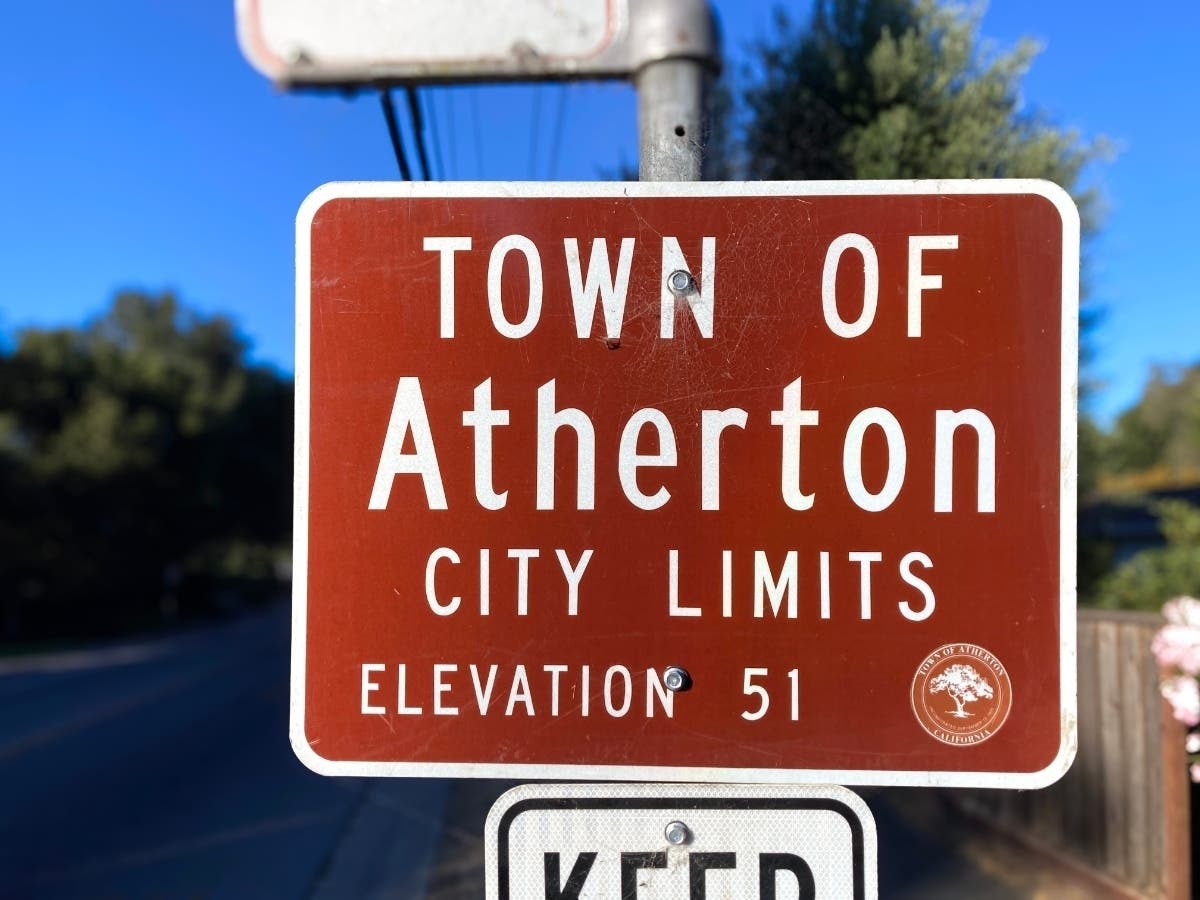 TOWN OF
Atherton
CITY LIMITS
ELEVATION 51
TOWN OF ATHERTON
CALIFORNIA
KEEP